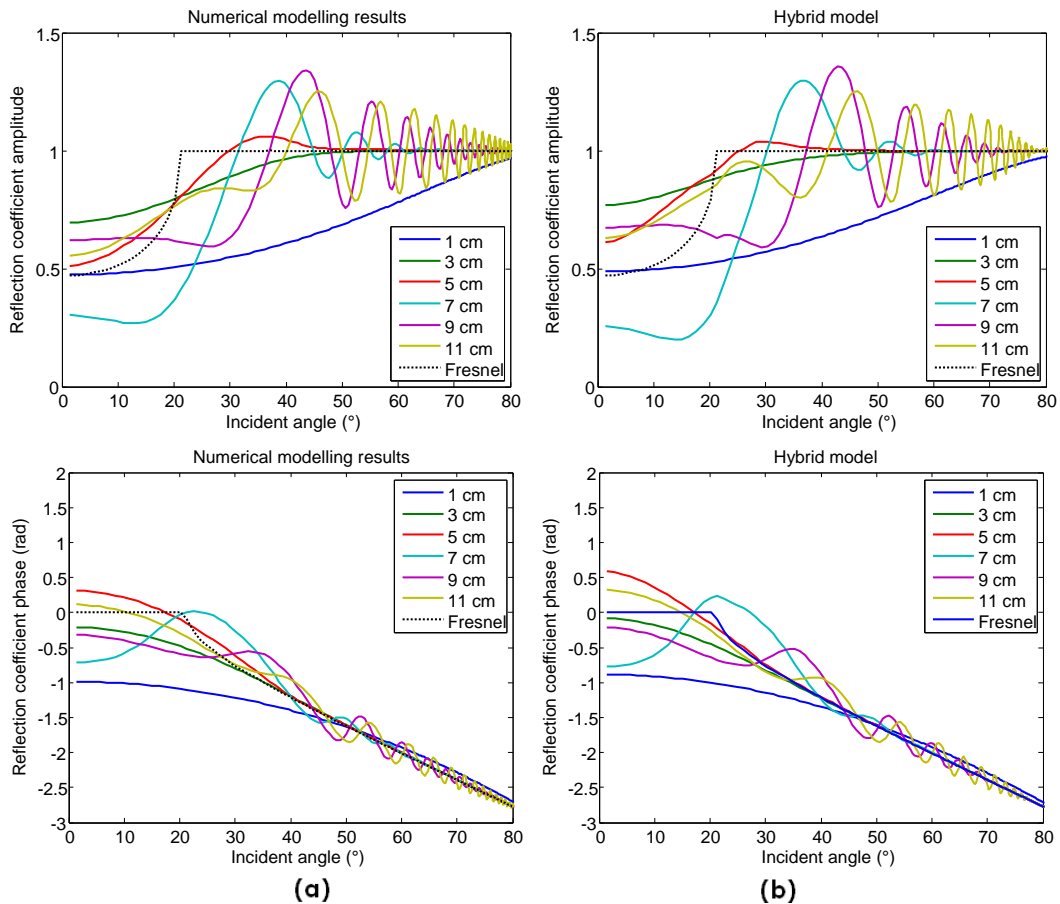 Numerical modelling results
1.5
1
0.5
0
Reflection coefficient amplitude
1 cm
3 cm
5 cm
7 cm
9 cm
11 cm
Fresnel
0 10 20 30 40 50 60 70 80
Incident angle (°)
Hybrid model
1.5
1
0.5
0
Reflection coefficient amplitude
1 cm
3 cm
5 cm
7 cm
9 cm
11 cm
Fresnel
0 10 20 30 40 50 60 70 80
Incident angle (°)
Numerical modelling results
2
1.5
1
0.5
0
-0.5
-1
-1.5
-2
-2.5
-3
Reflection coefficient phase (rad)
1 cm
3 cm
5 cm
7 cm
9 cm
11 cm
Fresnel
0 10 20 30 40 50 60 70 80
Incident angle (°)
(a)
Hybrid model
2
1.5
1
0.5
0
-0.5
-1
-1.5
-2
-2.5
-3
Reflection coefficient phase (rad)
1 cm
3 cm
5 cm
7 cm
9 cm
11 cm
Fresnel
0 10 20 30 40 50 60 70 80
Incident angle (°)
(b)